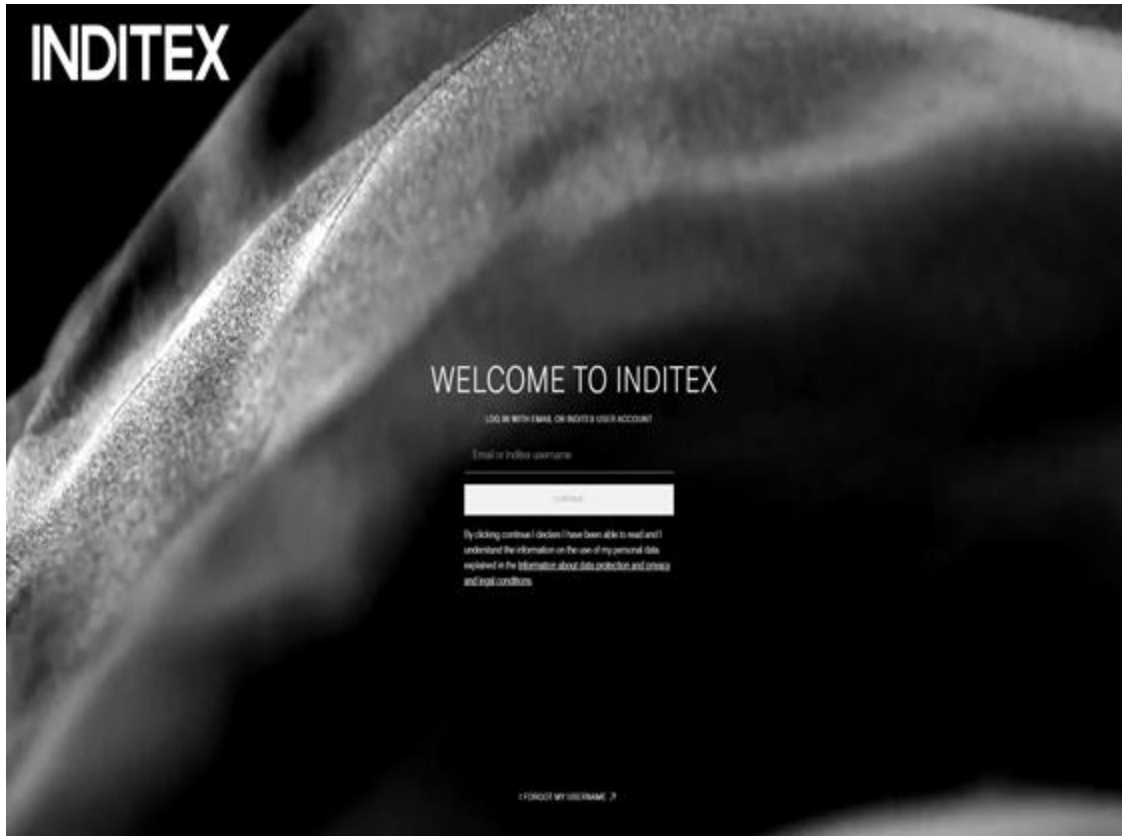 INDITEX
WELCOME TO INDITEX
LOG IN WITH EMAIL OR INDITEX USER ACCOUNT
Email or Inditex username
CONTINUE
By clicking continue I declare I have been able to read and I
understand the information on the use of my personal data
explained in the Information about data protection and privacy
and legal conditions.
I FORGOT MY USERNAME ↗